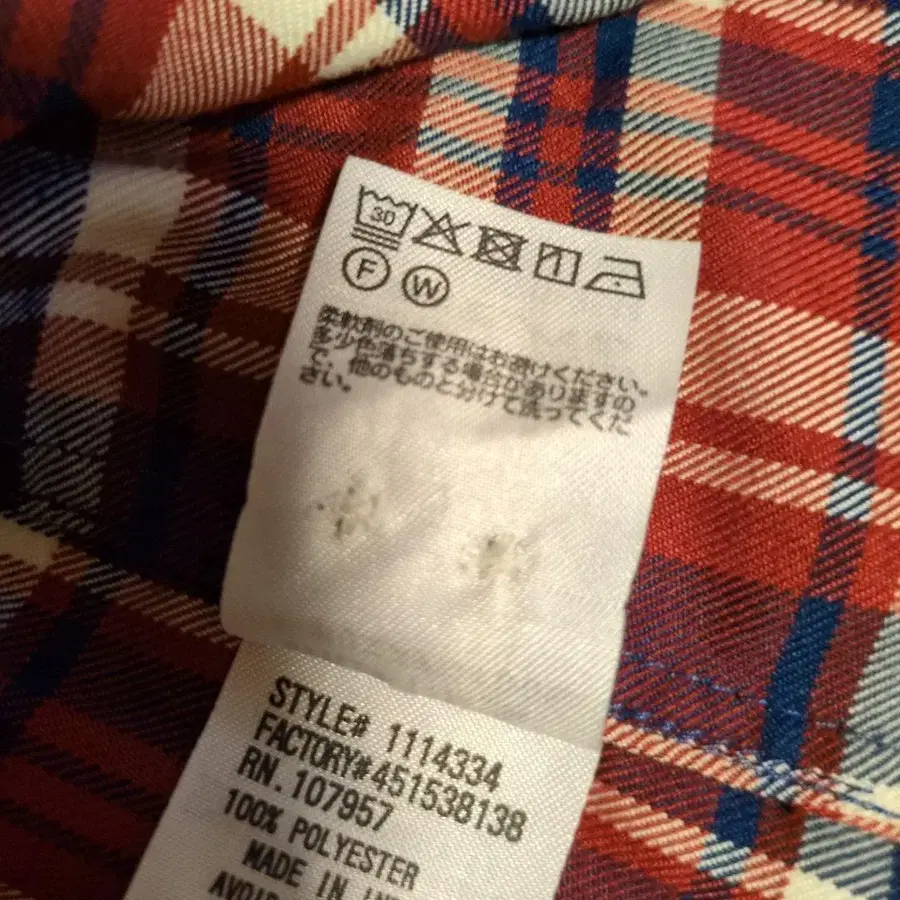 30
F W
柔軟剤のご使用はお避けください。
多少色落ちする場合がありますの
で、他のものと分けて洗ってくだ
さい。
STYLE# 1114334
FACTORY#451538138
RN.107957
100% POLYESTER
MADE IN